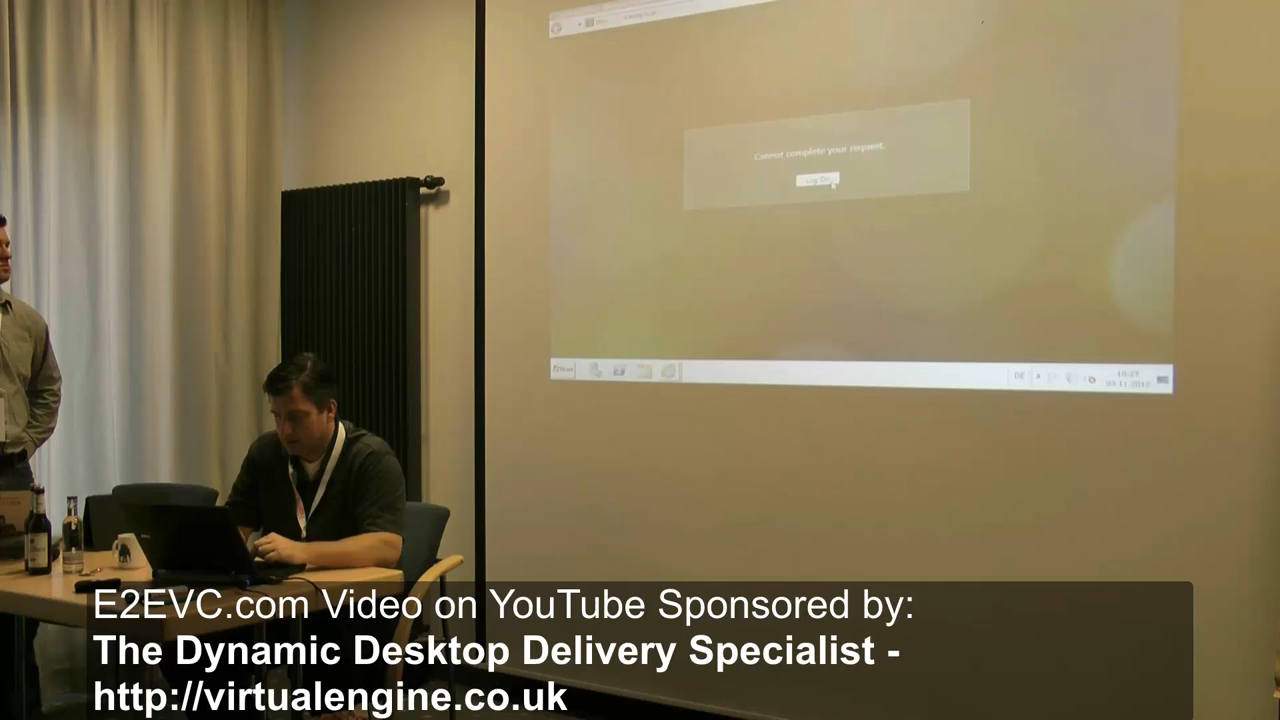 Cannot complete your request.
Log On
DE
E2EVC.com Video on YouTube Sponsored by:
The Dynamic Desktop Delivery Specialist -
http://virtualengine.co.uk